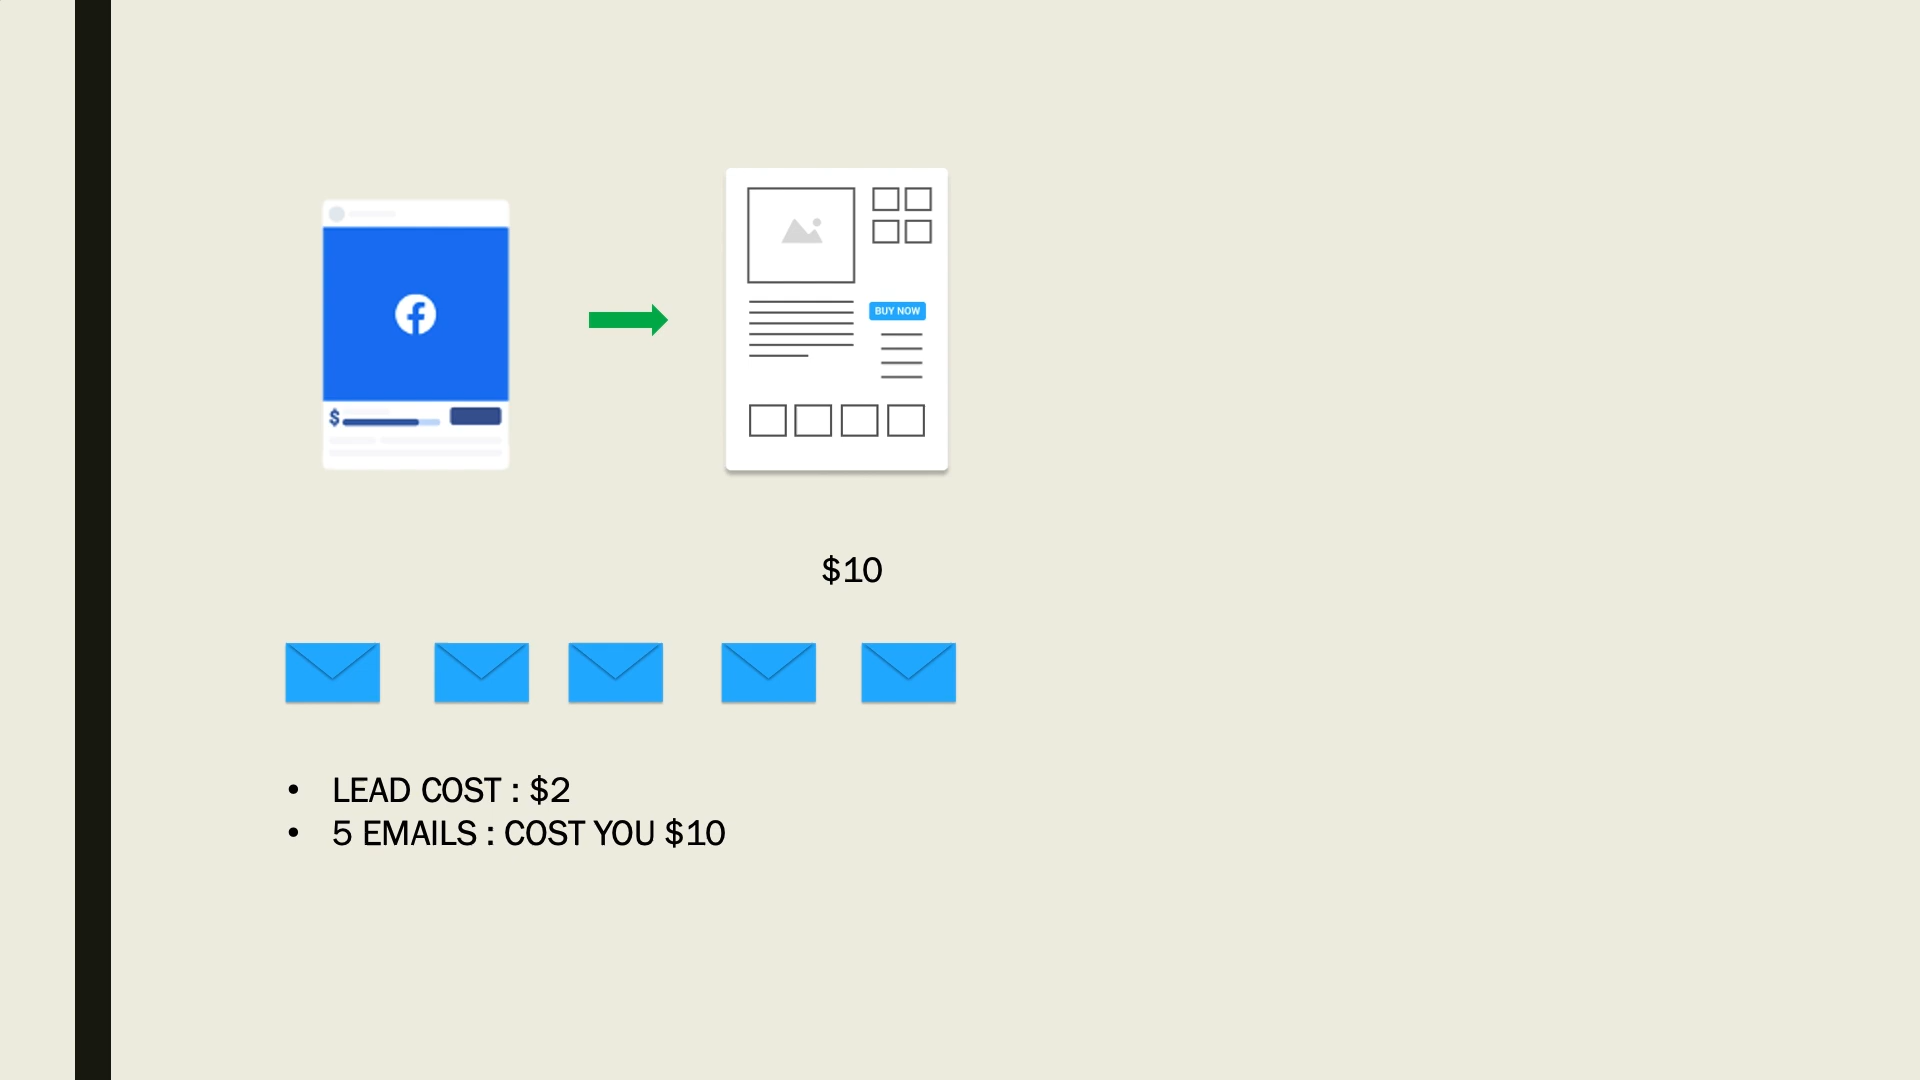 $
BUY NOW
$10
• LEAD COST : $2
• 5 EMAILS : COST YOU $10